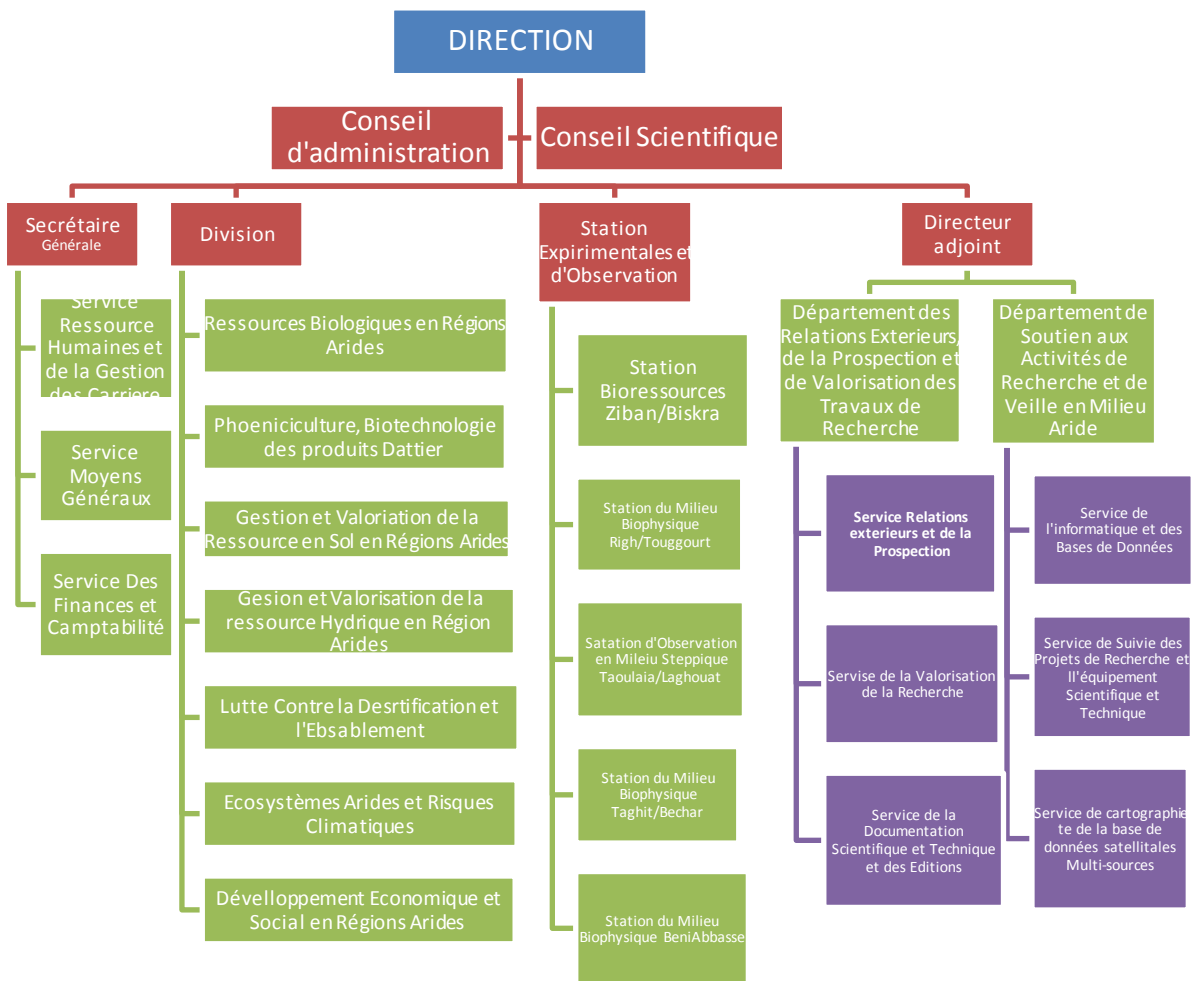 DIRECTION
Conseil
d'administration
Conseil Scientifique
Secrétaire
Générale
Division
Station
Expirimentales et
d'Observation
Directeur
adjoint
Service
Ressource
Humaines et
de la Gestion
des Carriere
Service
Moyens
Généraux
Service Des
Finances et
Camptabilité
Ressources Biologiques en Régions
Arides
Phoeniciculture, Biotechnologie
des produits Dattier
Gestion et Valoriation de la
Ressource en Sol en Régions Arides
Gesion et Valorisation de la
ressource Hydrique en Région
Arides
Lutte Contre la Desrtification et
l'Ebsablement
Ecosystèmes Arides et Risques
Climatiques
Dévelloppement Economique et
Social en Régions Arides
Station
Bioressources
Ziban/Biskra
Station du Milieu
Biophysique
Righ/Touggourt
Satation d'Observation
en Mileiu Steppique
Taoulaia/Laghouat
Station du Milieu
Biophysique
Taghit/Bechar
Station du Milieu
Biophysique BeniAbbasse
Département des
Relations Exterieurs,
de la Prospection et
de Valorisation des
Travaux de
Recherche
Service Relations
exterieurs et de la
Prospection
Servise de la Valorisation
de la Recherche
Service de la
Documentation
Scientifique et Technique
et des Editions
Département de
Soutien aux
Activités de
Recherche et de
Veille en Milieu
Aride
Service de
l'informatique et des
Bases de Données
Service de Suivie des
Projets de Recherche et
ll'équipement
Scientifique et
Technique
Service de cartographie
te de la base de
données satellitales
Multi-sources